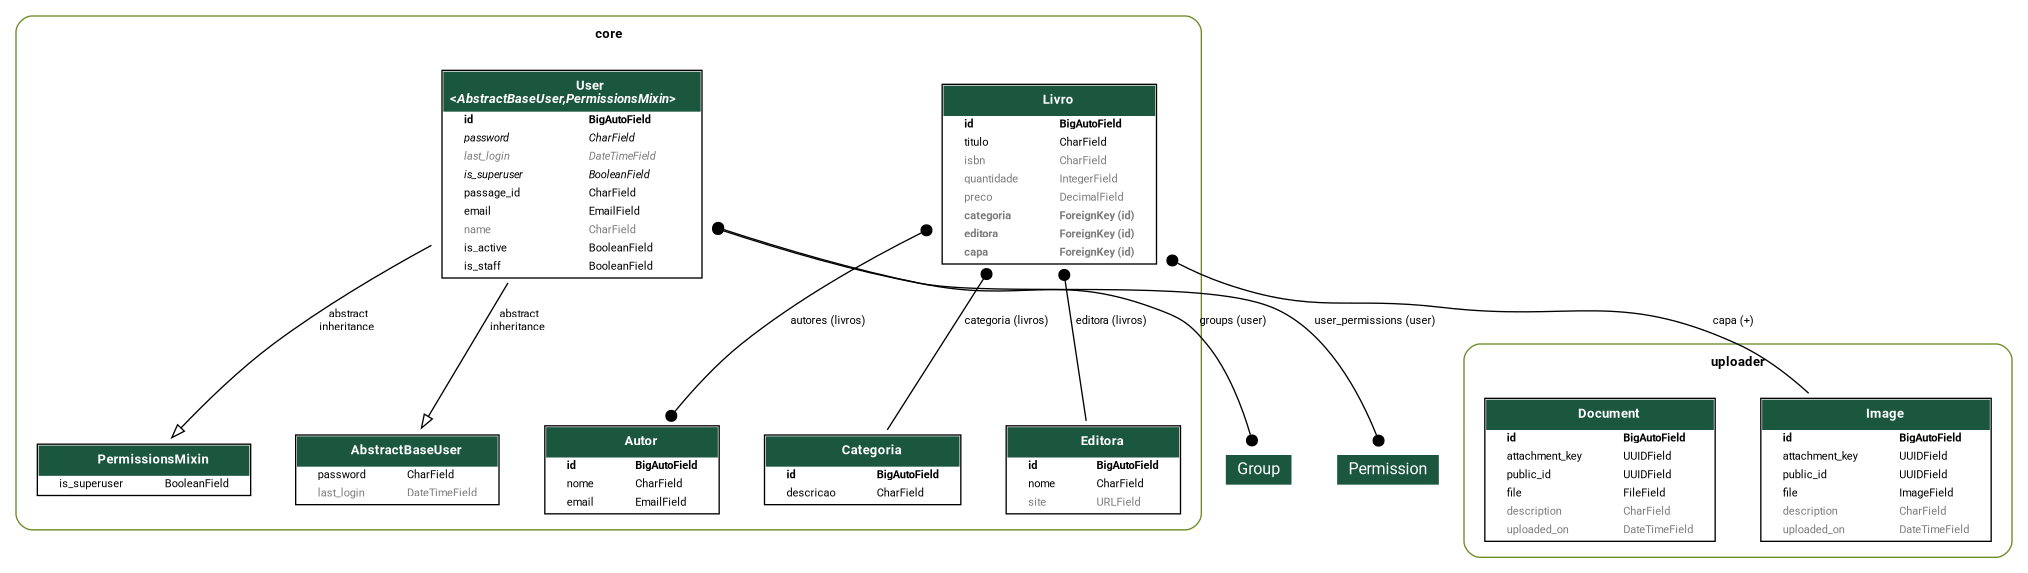 core
User
<AbstractBaseUser,PermissionsMixin>
id BigAutoField
password CharField
last_login DateTimeField
is_superuser BooleanField
passage_id CharField
email EmailField
name CharField
is_active BooleanField
is_staff BooleanField
Livro
id BigAutoField
titulo CharField
isbn CharField
quantidade IntegerField
preco DecimalField
categoria ForeignKey (id)
editora ForeignKey (id)
capa ForeignKey (id)
abstract
inheritance
abstract
inheritance
autores (livros)
categoria (livros)
editora (livros)
groups (user)
user_permissions (user)
capa (+)
PermissionsMixin
is_superuser BooleanField
AbstractBaseUser
password CharField
last_login DateTimeField
Autor
id BigAutoField
nome CharField
email EmailField
Categoria
id BigAutoField
descricao CharField
Editora
id BigAutoField
nome CharField
site URLField
Group
Permission
uploader
Document
id BigAutoField
attachment_key UUIDField
public_id UUIDField
file FileField
description CharField
uploaded_on DateTimeField
Image
id BigAutoField
attachment_key UUIDField
public_id UUIDField
file ImageField
description CharField
uploaded_on DateTimeField